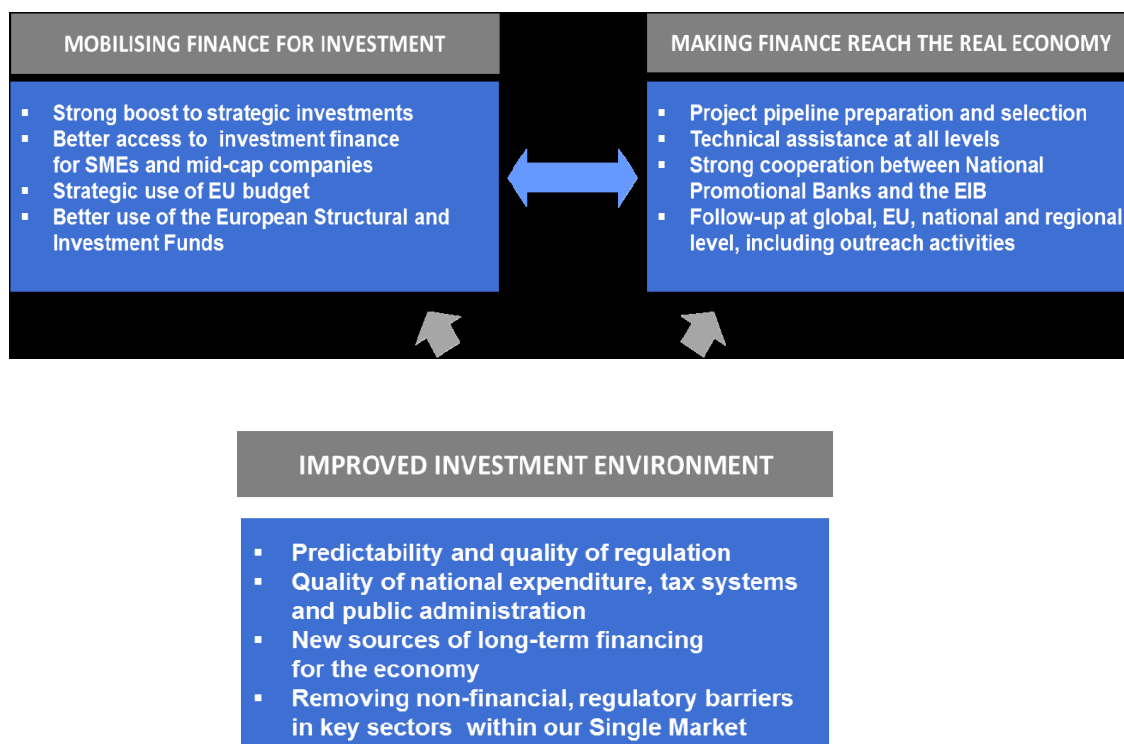 MOBILISING FINANCE FOR INVESTMENT
▪ Strong boost to strategic investments
▪ Better access to investment finance
for SMEs and mid-cap companies
▪ Strategic use of EU budget
▪ Better use of the European Structural and
Investment Funds
MAKING FINANCE REACH THE REAL ECONOMY
▪ Project pipeline preparation and selection
▪ Technical assistance at all levels
▪ Strong cooperation between National
Promotional Banks and the EIB
▪ Follow-up at global, EU, national and regional
level, including outreach activities
IMPROVED INVESTMENT ENVIRONMENT
▪ Predictability and quality of regulation
▪ Quality of national expenditure, tax systems
and public administration
▪ New sources of long-term financing
for the economy
▪ Removing non-financial, regulatory barriers
in key sectors within our Single Market